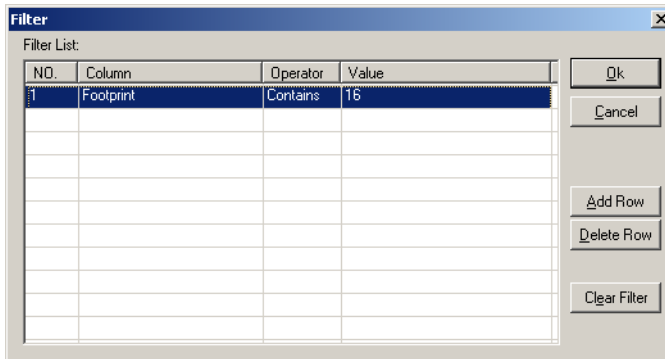 Filter
Filter List:
NO. Column Operator Value
1 Footprint Contains 16
Ok
Cancel
Add Row
Delete Row
Clear Filter